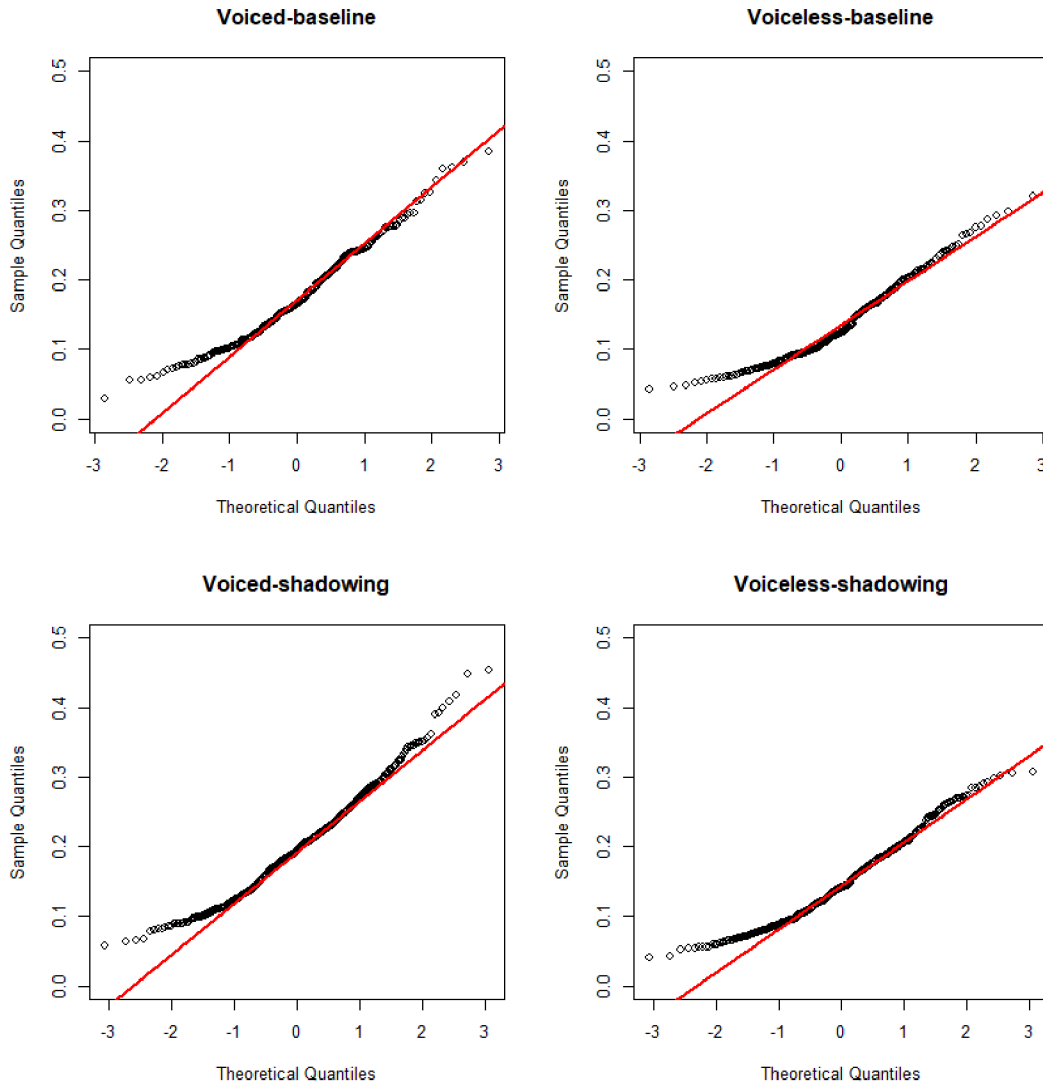 Voiced-baseline
Sample Quantiles
0.5
0.4
0.3
0.2
0.1
0.0
-3 -2 -1 0 1 2 3
Theoretical Quantiles
Voiceless-baseline
Sample Quantiles
0.5
0.4
0.3
0.2
0.1
0.0
-3 -2 -1 0 1 2 3
Theoretical Quantiles
Voiced-shadowing
Sample Quantiles
0.5
0.4
0.3
0.2
0.1
0.0
-3 -2 -1 0 1 2 3
Theoretical Quantiles
Voiceless-shadowing
Sample Quantiles
0.5
0.4
0.3
0.2
0.1
0.0
-3 -2 -1 0 1 2 3
Theoretical Quantiles